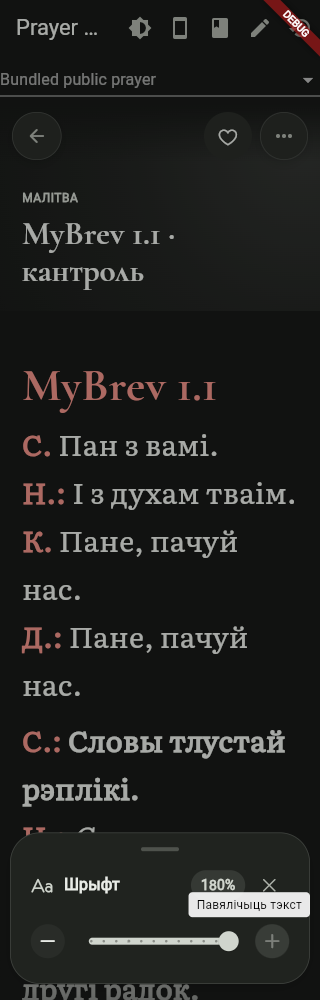 Prayer ...
DEBUG
Bundled public prayer
МАЛІТВА
MyBrev 1.1 ·
кантроль
MyBrev 1.1
С. Пан з вамі.
Н.: І з духам тваім.
К. Пане, пачуй
нас.
Д.: Пане, пачуй
нас.
С.: Словы тлустай
рэплікі.
Aa Шрыфт 180%
Павялічыць тэкст
другі радок.